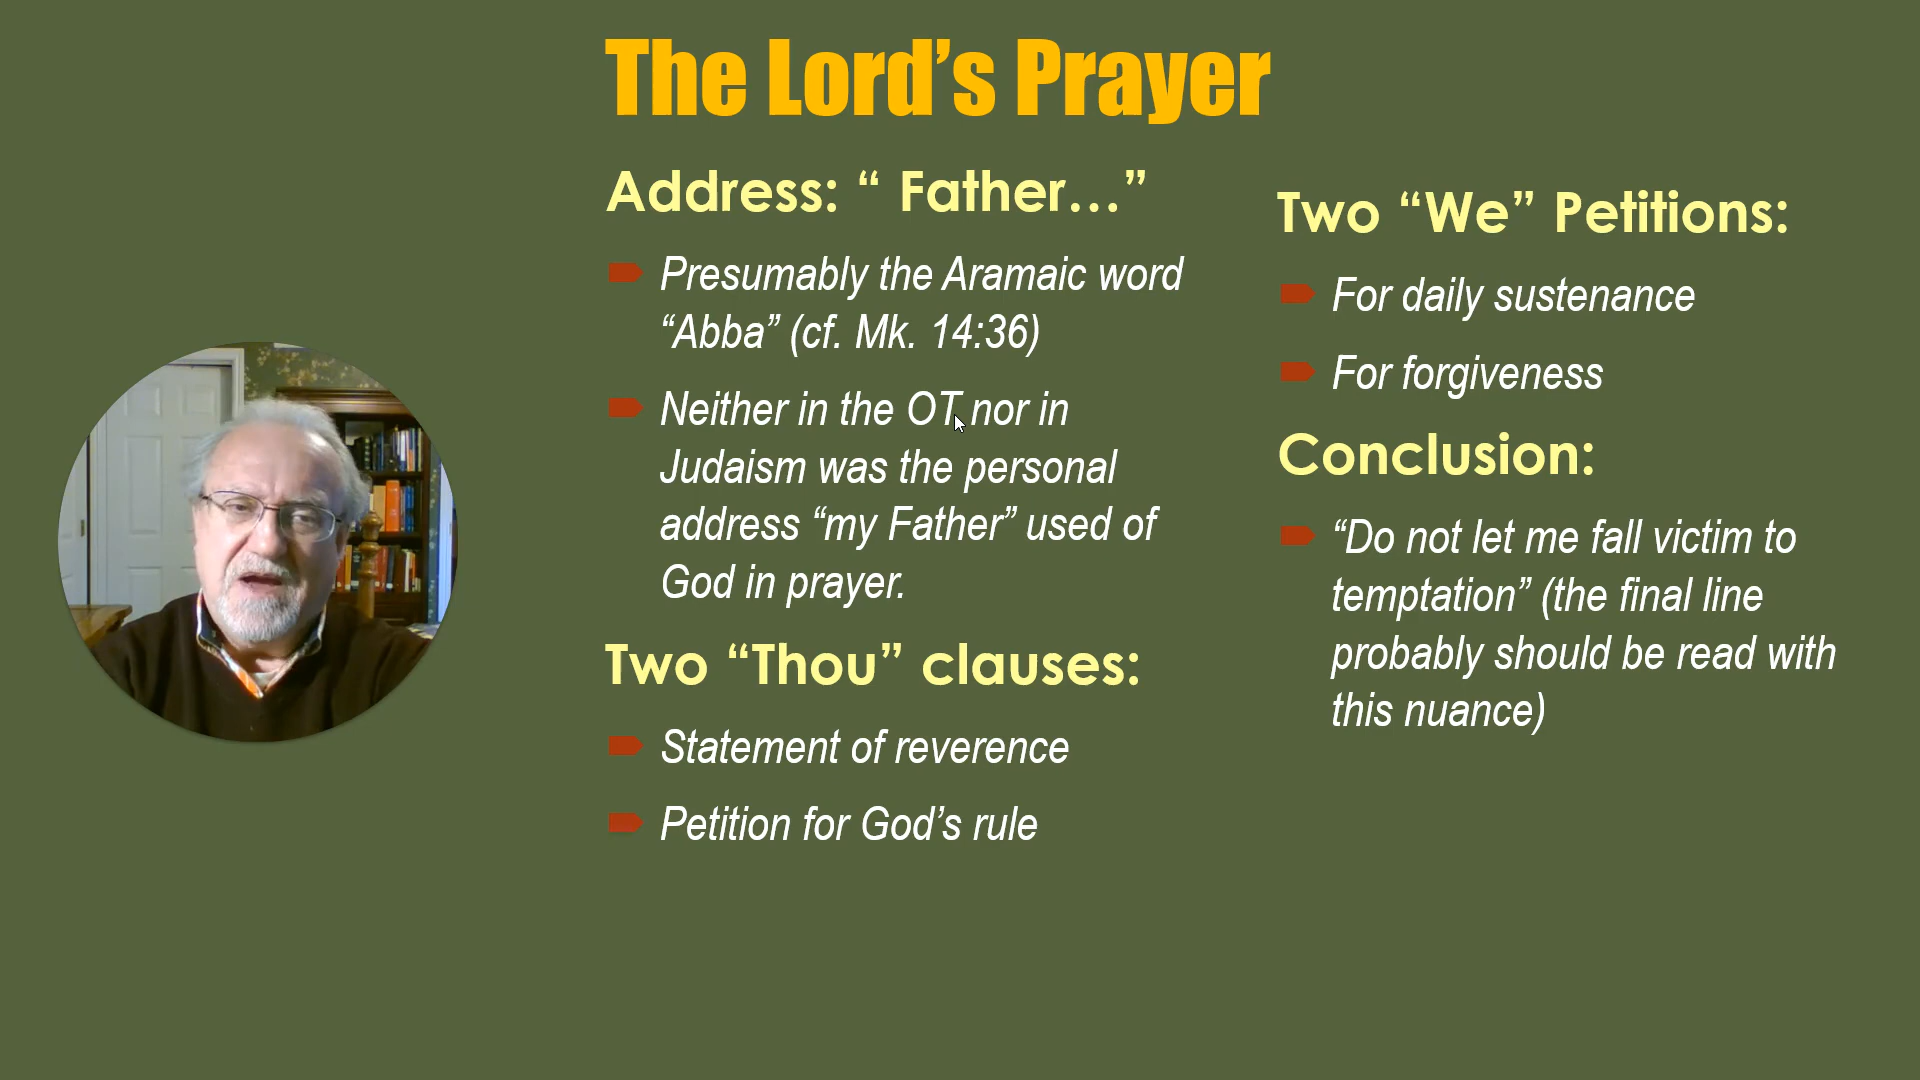 The Lord’s Prayer
Address: “ Father…”
Presumably the Aramaic word
“Abba” (cf. Mk. 14:36)
Neither in the OT nor in
Judaism was the personal
address “my Father” used of
God in prayer.
Two “Thou” clauses:
Statement of reverence
Petition for God’s rule
Two “We” Petitions:
For daily sustenance
For forgiveness
Conclusion:
“Do not let me fall victim to
temptation” (the final line
probably should be read with
this nuance)